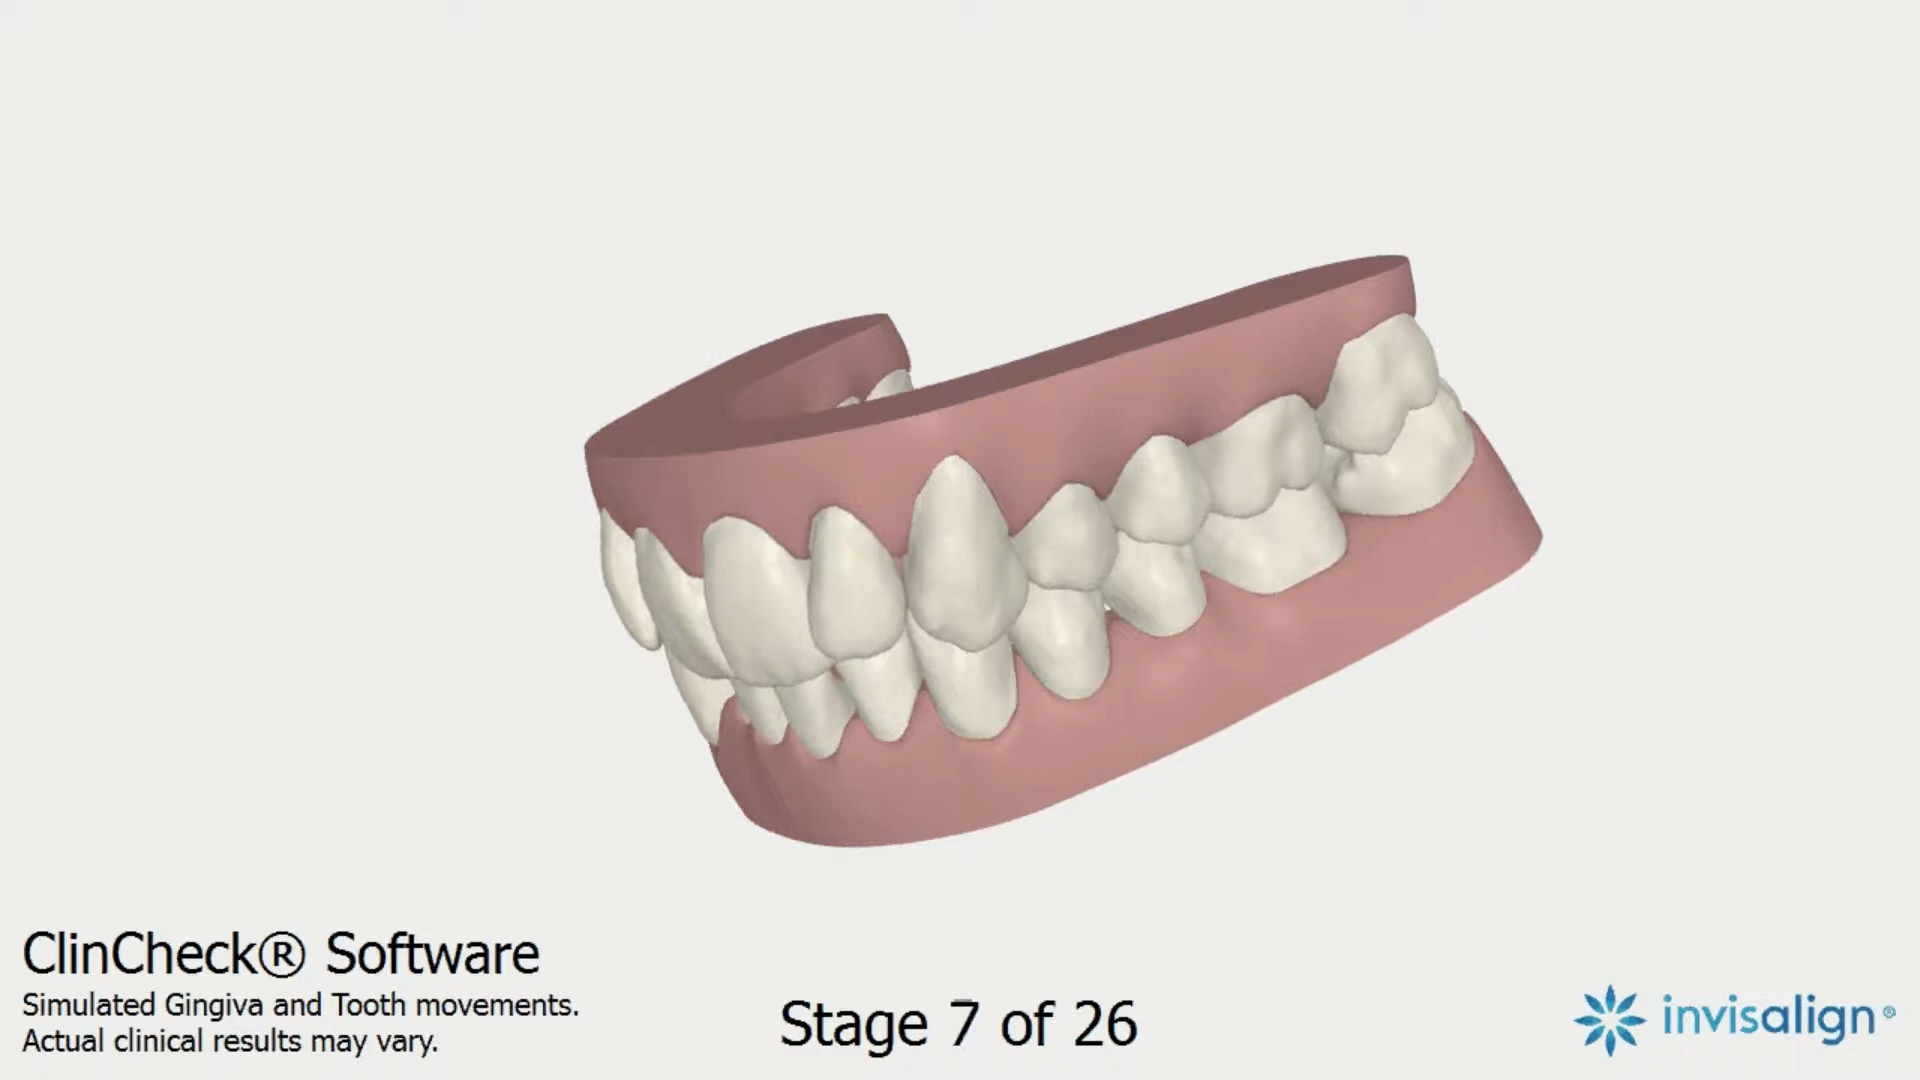 ClinCheck® Software
Simulated Gingiva and Tooth movements.
Actual clinical results may vary.
Stage 7 of 26
invisalign®